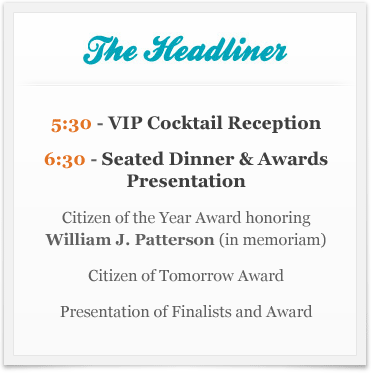 The Headliner
5:30 - VIP Cocktail Reception
6:30 - Seated Dinner & Awards
Presentation
Citizen of the Year Award honoring
William J. Patterson (in memoriam)
Citizen of Tomorrow Award
Presentation of Finalists and Award